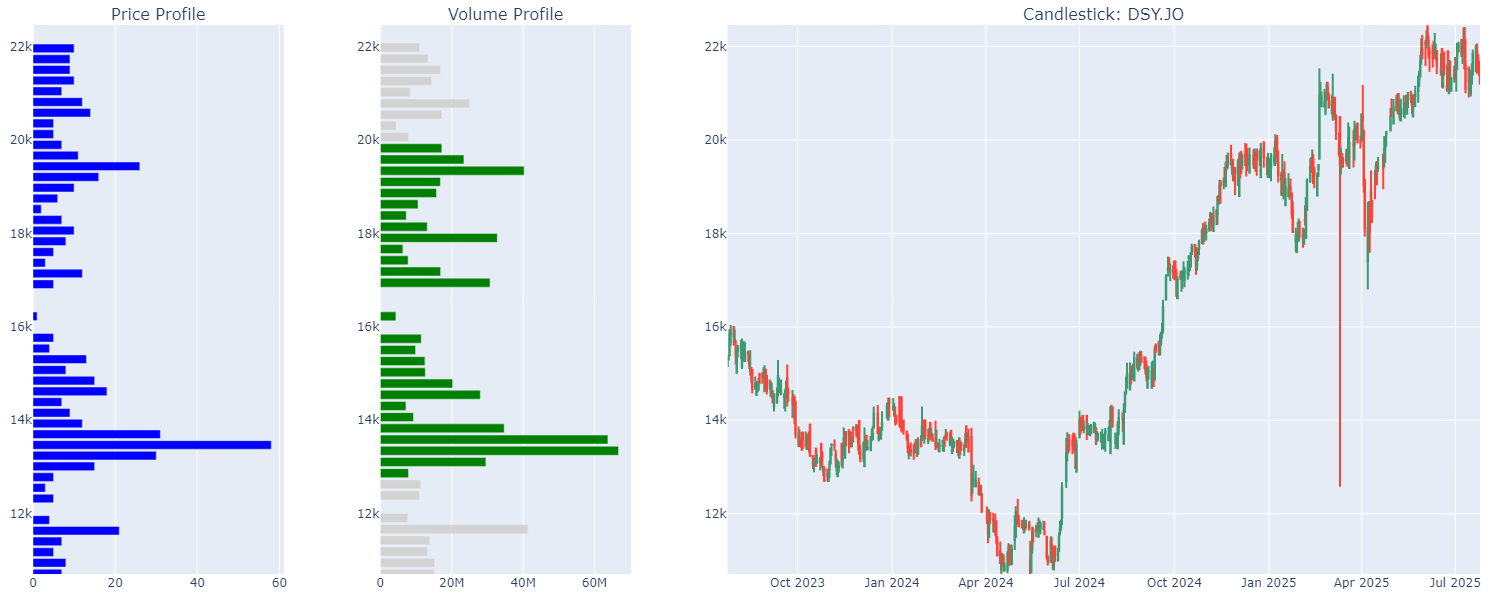 Price Profile
22k
20k
18k
16k
14k
12k
0
20
40
60
Volume Profile
22k
20k
18k
16k
14k
12k
0
20M
40M
60M
Candlestick: DSY.JO
22k
20k
18k
16k
14k
12k
Oct 2023
Jan 2024
Apr 2024
Jul 2024
Oct 2024
Jan 2025
Apr 2025
Jul 2025